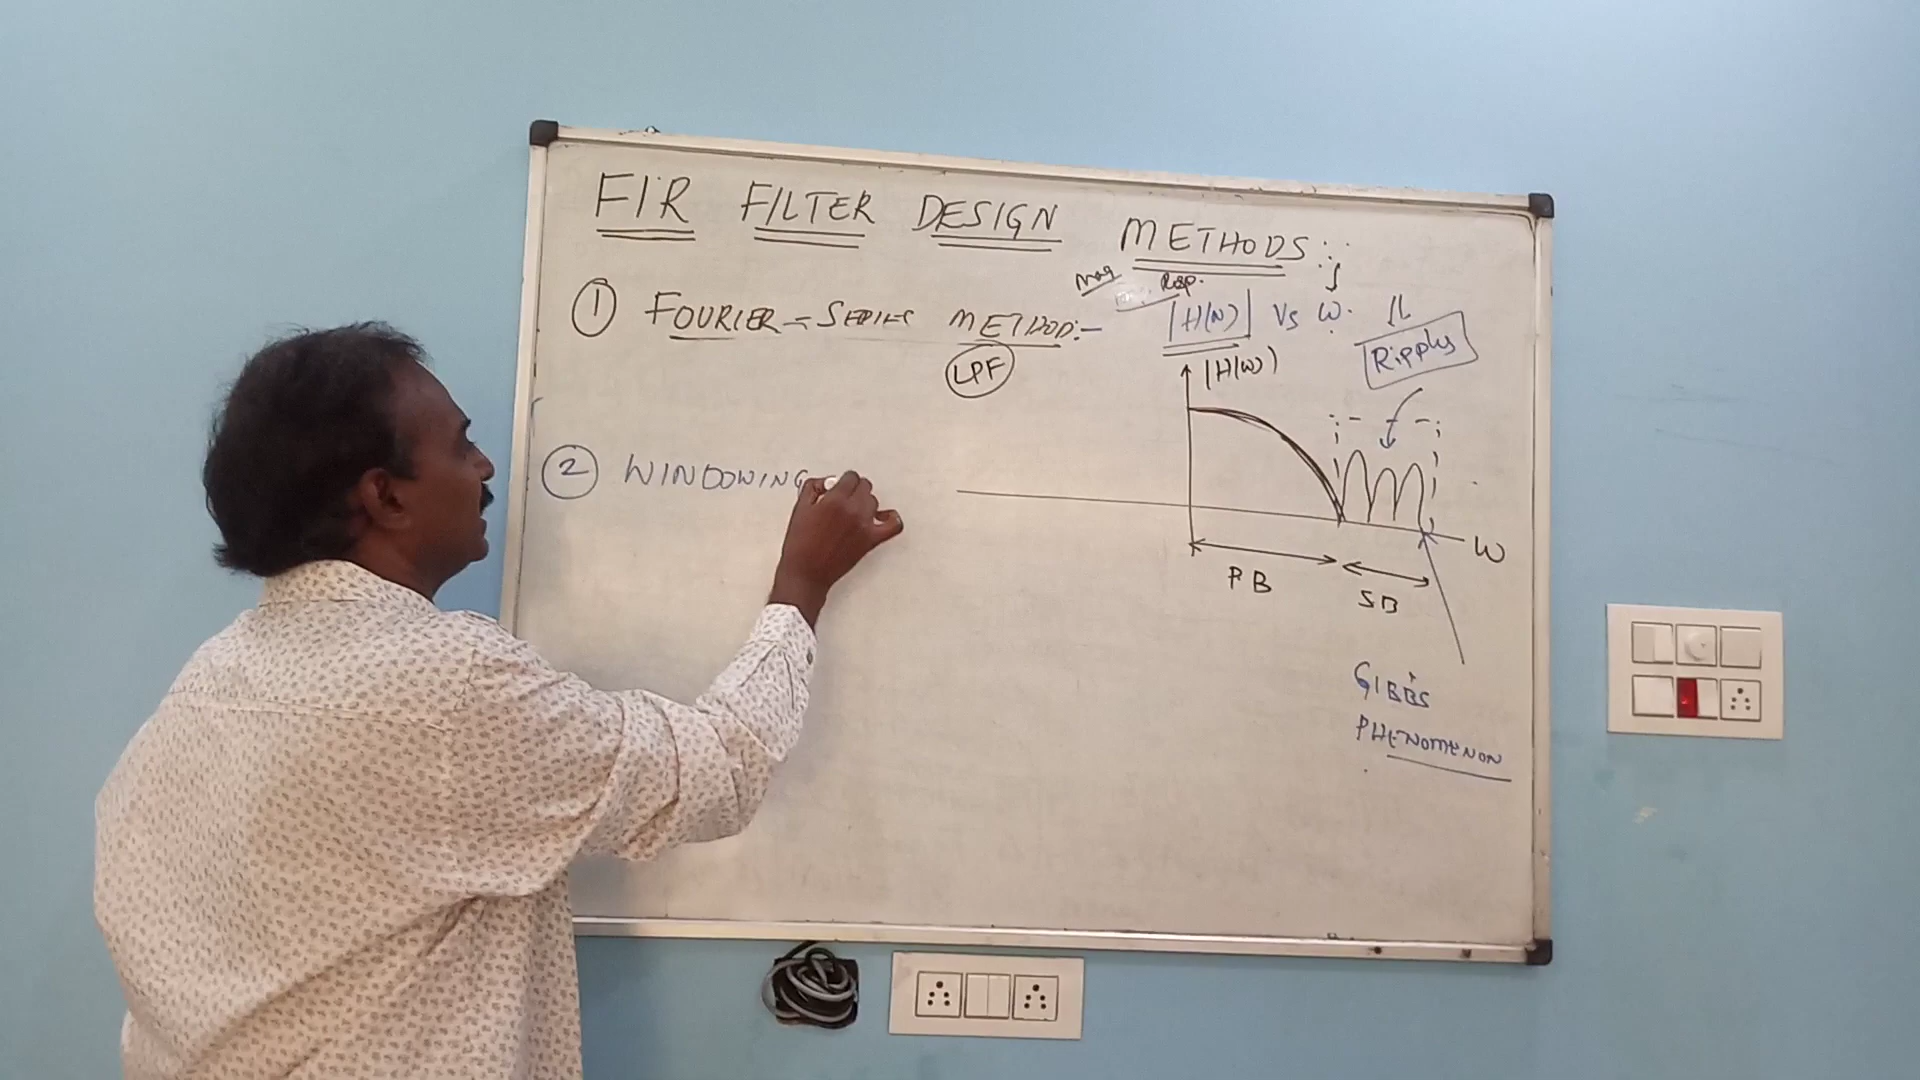 FIR FILTER DESIGN METHODS :;
Mag Resp.
① FOURIER - SERIES METHOD:- |H(W)| VS W.
LPF
Ripples
|H(W)
② WINDOWING
W
PB
SB
GIBBS
PHENOMENON